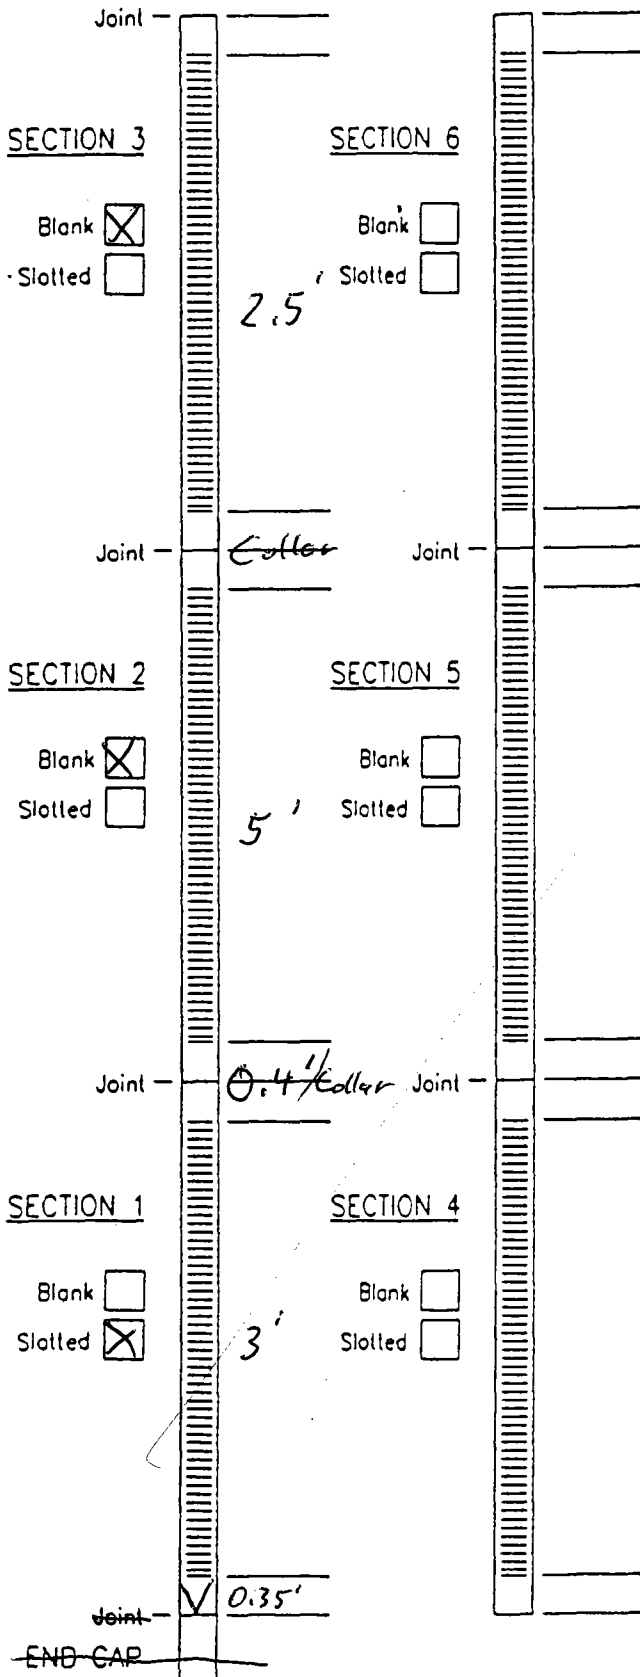 Joint
SECTION 3
Blank X
Slotted
2.5'
Joint Collar
SECTION 2
Blank X
Slotted
5'
Joint 0.4'/Collar
SECTION 1
Blank
Slotted X
3'
0.35'
Joint
END CAP
SECTION 6
Blank
Slotted
Joint
SECTION 5
Blank
Slotted
Joint
SECTION 4
Blank
Slotted